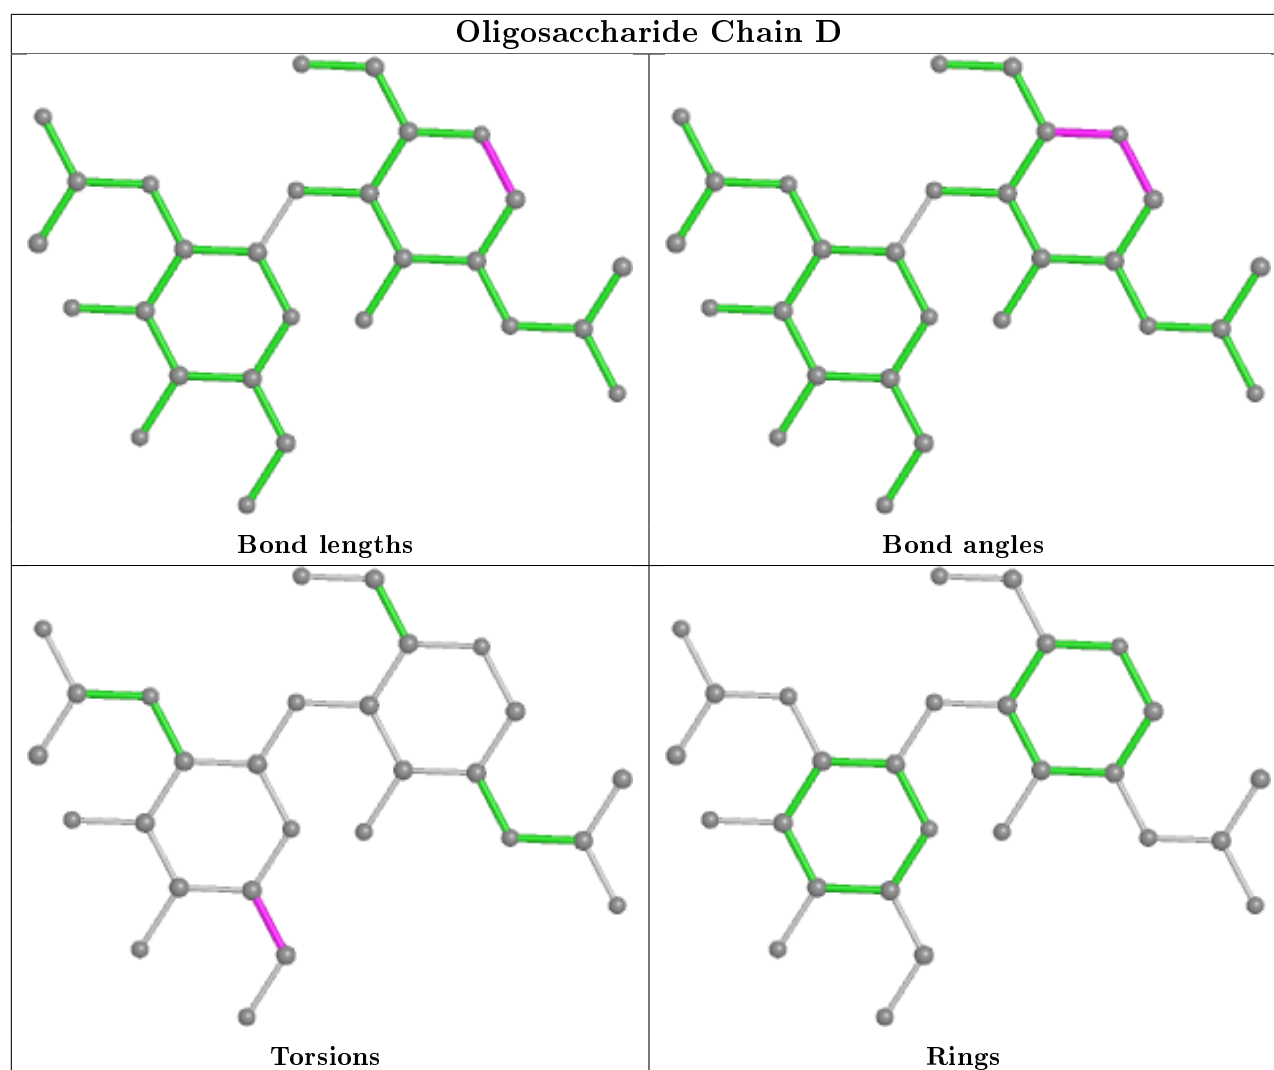 Oligosaccharide Chain D
Bond lengths
Bond angles
Torsions
Rings